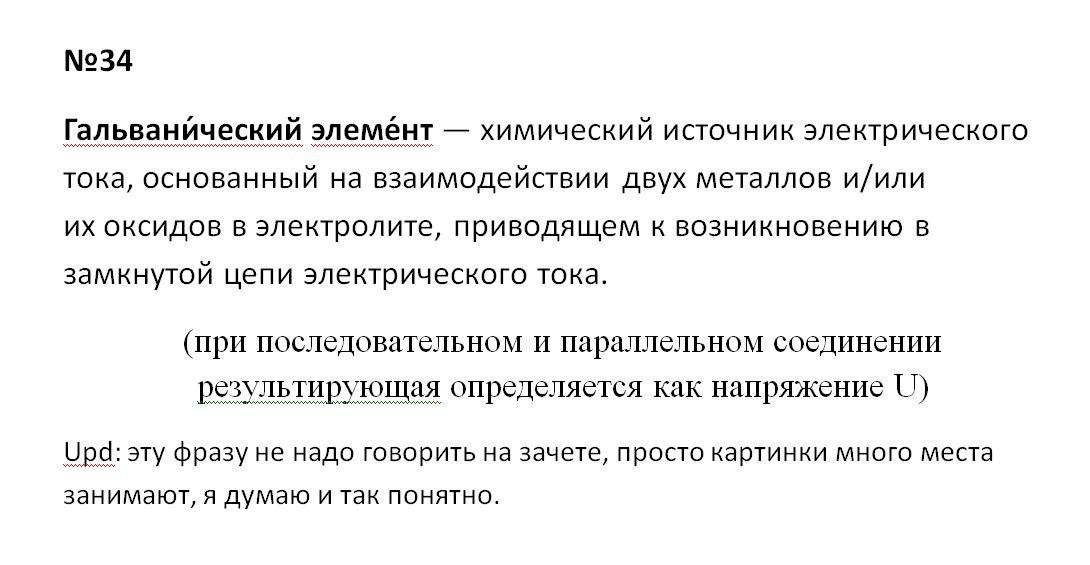 №34
Гальвани́ческий элеме́нт — химический источник электрического
тока, основанный на взаимодействии двух металлов и/или
их оксидов в электролите, приводящем к возникновению в
замкнутой цепи электрического тока.
(при последовательном и параллельном соединении
результирующая определяется как напряжение U)
Upd: эту фразу не надо говорить на зачете, просто картинки много места
занимают, я думаю и так понятно.